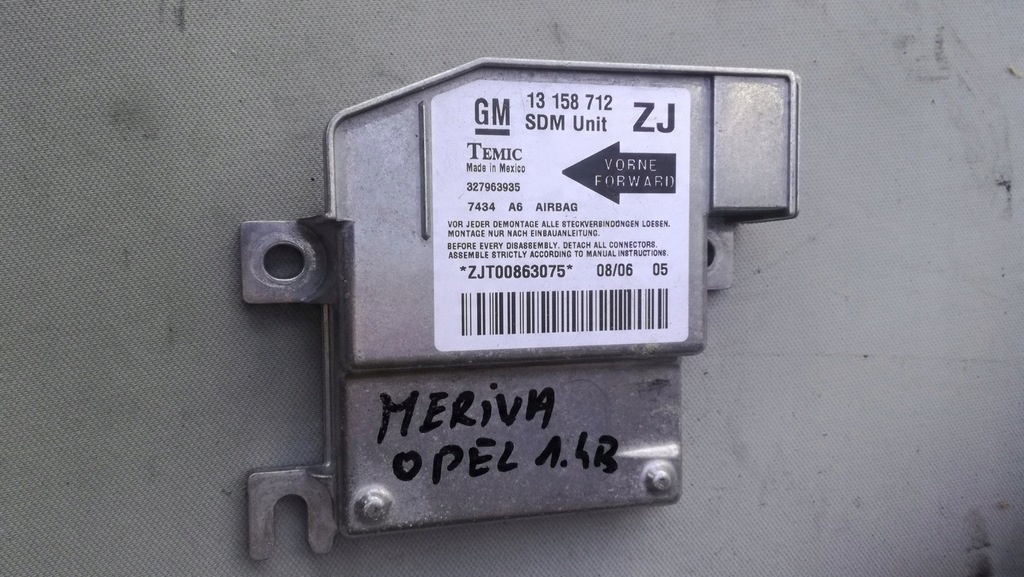 GM 13 158 712 ZJ
SDM Unit
TEMIC
Made in Mexico
VORNE
FORWARD
327963935
7434 A6 AIRBAG
VOR JEDER DEMONTAGE ALLE STECKVERBINDUNGEN LOESEN.
MONTAGE NUR NACH EINBAUANLEITUNG.
BEFORE EVERY DISASSEMBLY. DETACH ALL CONNECTORS.
ASSEMBLE STRICTLY ACCORDING TO MANUAL INSTRUCTIONS.
*ZJT00863075* 08/06 05
MERiVA
OPEL 1.4B